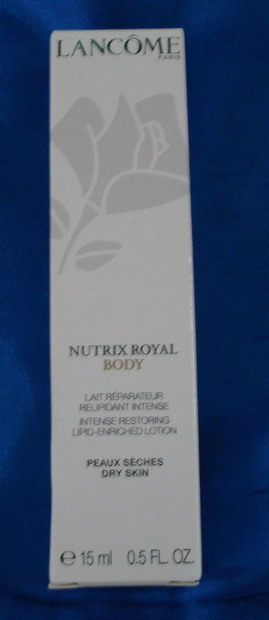 LANCÔME
PARIS
NUTRIX ROYAL
BODY
LAIT RÉPARATEUR
RELIPIDANT INTENSE
INTENSE RESTORING
LIPID-ENRICHED LOTION
PEAUX SÈCHES
DRY SKIN
℮ 15 ml 0.5 FL. OZ.